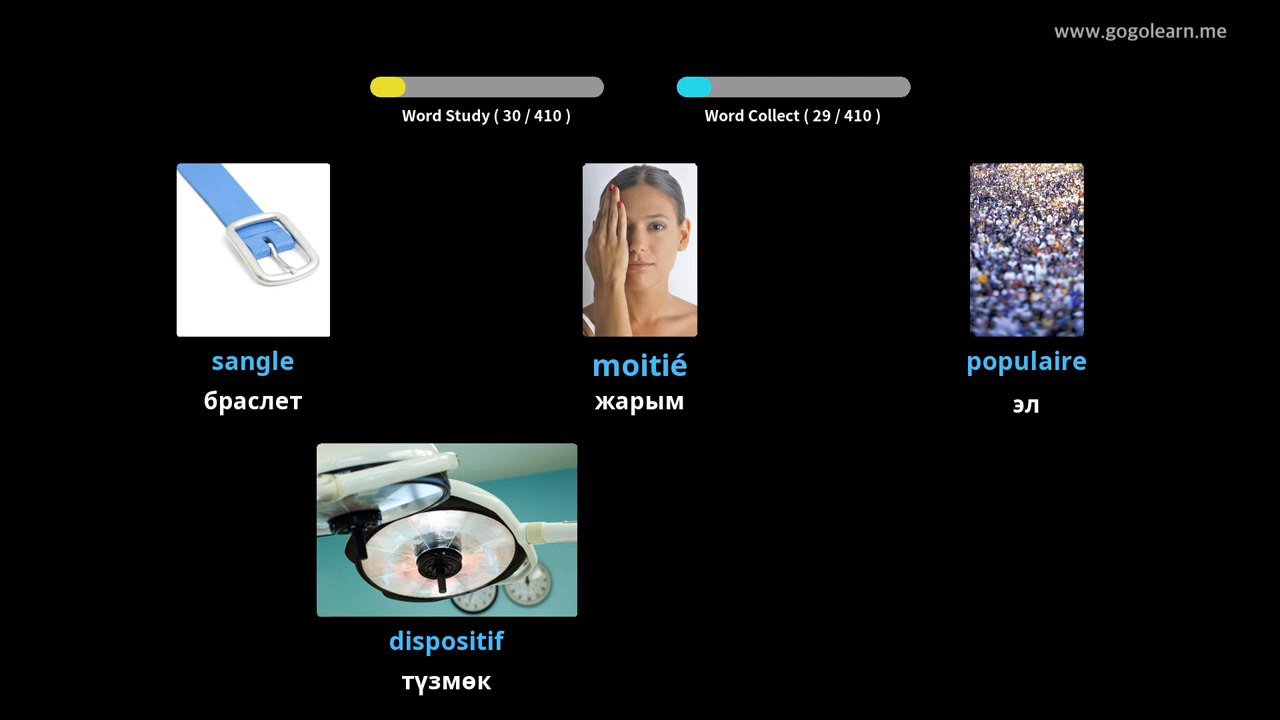 www.gogolearn.me
Word Study ( 30 / 410 )
Word Collect ( 29 / 410 )
sangle
браслет
moitié
жарым
populaire
эл
dispositif
түзмөк